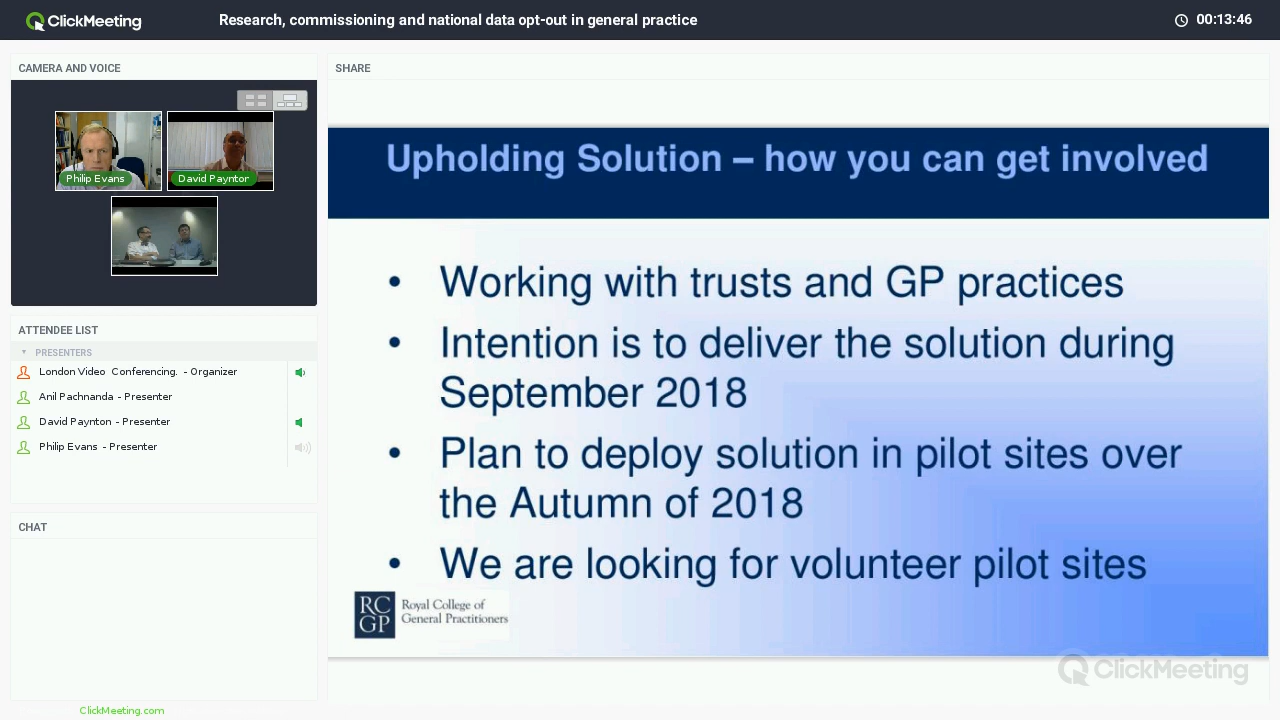 ClickMeeting
Research, commissioning and national data opt-out in general practice
00:13:46
CAMERA AND VOICE
Philip Evans
David Payntor
ATTENDEE LIST
PRESENTERS
London Video Conferencing. - Organizer
Anil Pachnanda - Presenter
David Paynton - Presenter
Philip Evans - Presenter
CHAT
ClickMeeting.com
SHARE
Upholding Solution – how you can get involved
• Working with trusts and GP practices
• Intention is to deliver the solution during
September 2018
• Plan to deploy solution in pilot sites over
the Autumn of 2018
• We are looking for volunteer pilot sites
RC
GP
Royal College of
General Practitioners
ClickMeeting